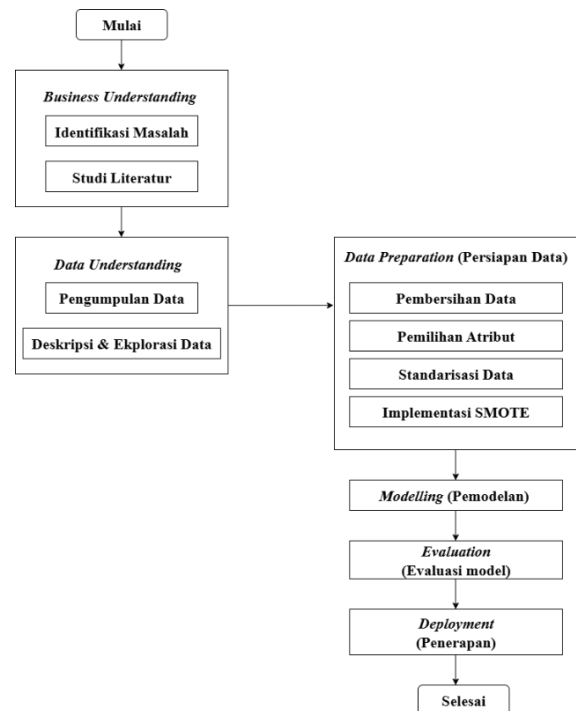 Mulai
Business Understanding
Identifikasi Masalah
Studi Literatur
Data Understanding
Pengumpulan Data
Deskripsi & Ekplorasi Data
Data Preparation (Persiapan Data)
Pembersihan Data
Pemilihan Atribut
Standarisasi Data
Implementasi SMOTE
Modelling (Pemodelan)
Evaluation
(Evaluasi model)
Deployment
(Penerapan)
Selesai